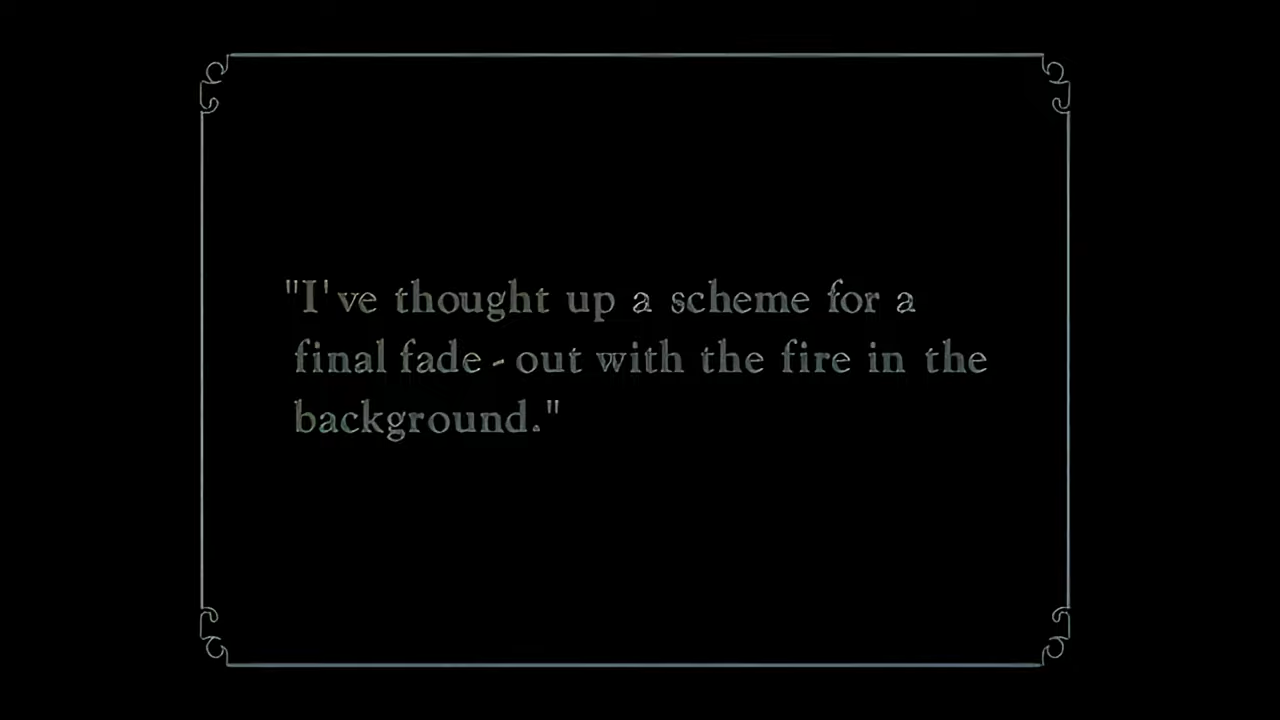 "I've thought up a scheme for a
final fade-out with the fire in the
background."